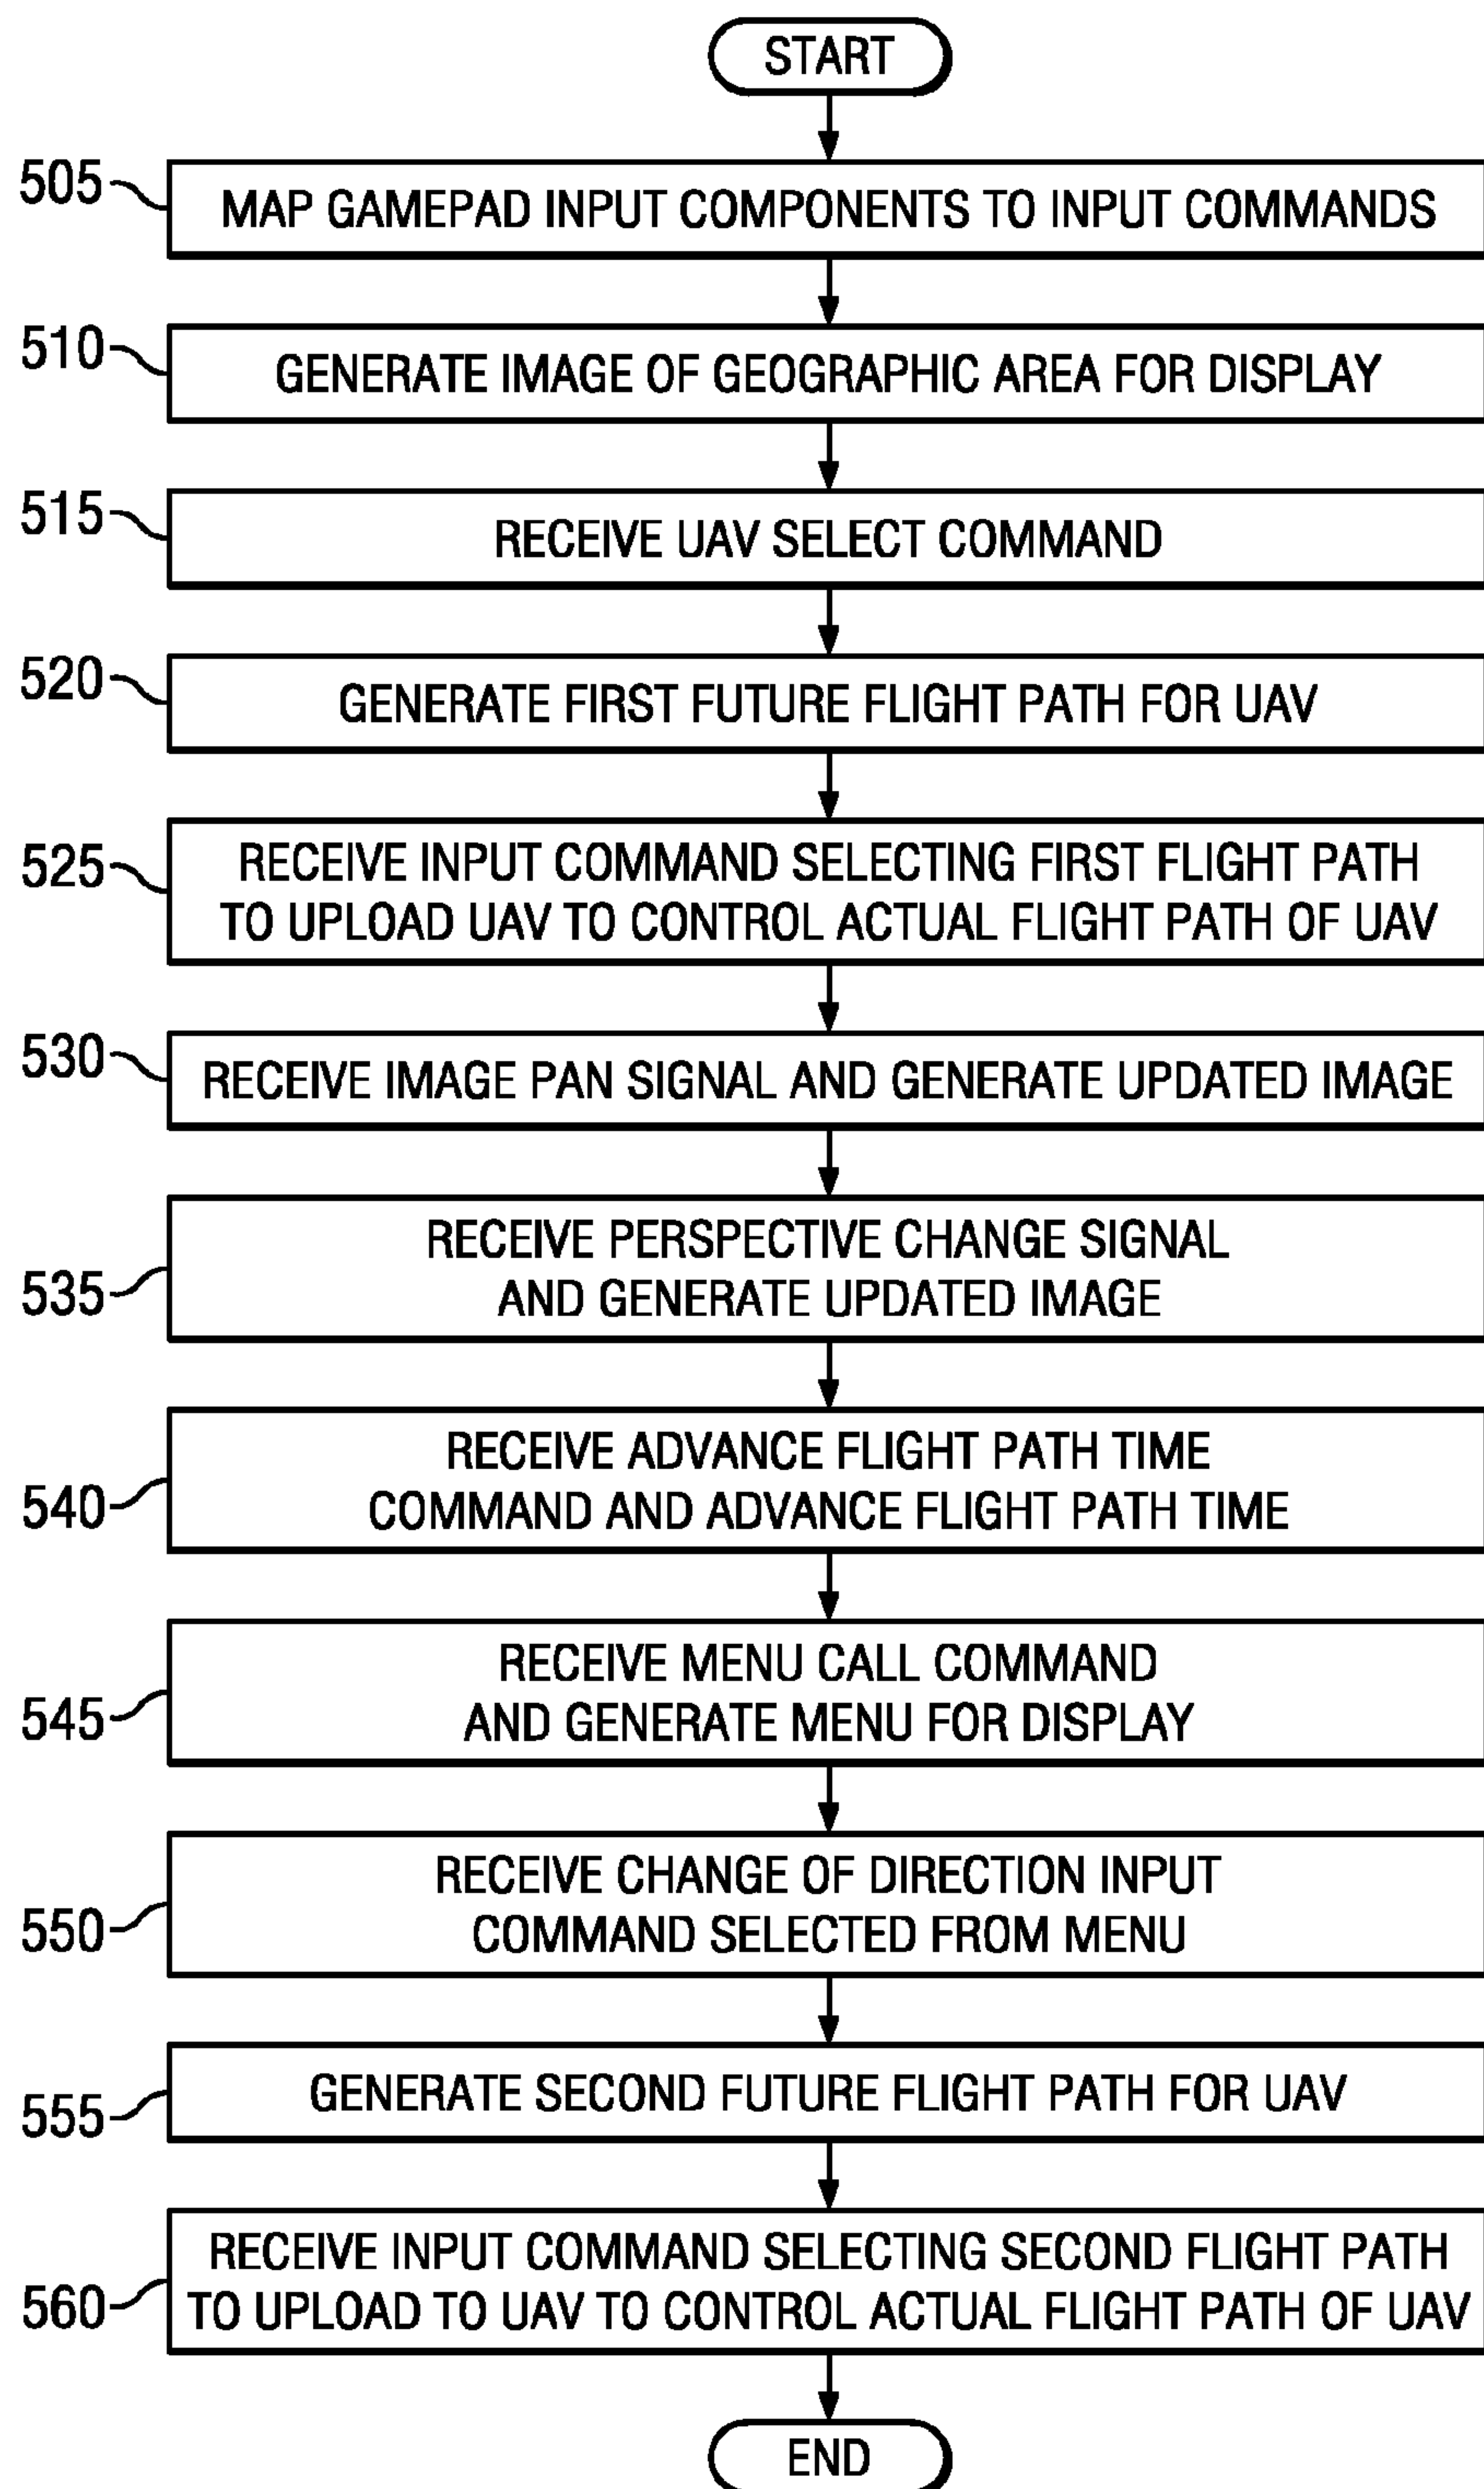 START
505
MAP GAMEPAD INPUT COMPONENTS TO INPUT COMMANDS
510
GENERATE IMAGE OF GEOGRAPHIC AREA FOR DISPLAY
515
RECEIVE UAV SELECT COMMAND
520
GENERATE FIRST FUTURE FLIGHT PATH FOR UAV
525
RECEIVE INPUT COMMAND SELECTING FIRST FLIGHT PATH
TO UPLOAD UAV TO CONTROL ACTUAL FLIGHT PATH OF UAV
530
RECEIVE IMAGE PAN SIGNAL AND GENERATE UPDATED IMAGE
535
RECEIVE PERSPECTIVE CHANGE SIGNAL
AND GENERATE UPDATED IMAGE
540
RECEIVE ADVANCE FLIGHT PATH TIME
COMMAND AND ADVANCE FLIGHT PATH TIME
545
RECEIVE MENU CALL COMMAND
AND GENERATE MENU FOR DISPLAY
550
RECEIVE CHANGE OF DIRECTION INPUT
COMMAND SELECTED FROM MENU
555
GENERATE SECOND FUTURE FLIGHT PATH FOR UAV
560
RECEIVE INPUT COMMAND SELECTING SECOND FLIGHT PATH
TO UPLOAD TO UAV TO CONTROL ACTUAL FLIGHT PATH OF UAV
END